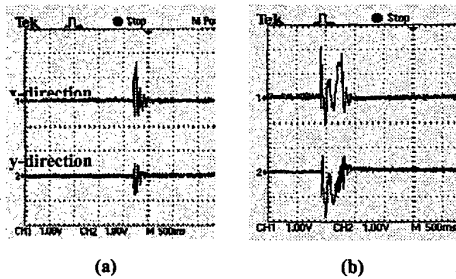 Tek Stop M Po
x-direction
1
y-direction
2
CH1 1.00V CH2 1.00V M 500ms
(a)
Tek Stop
1
2
CH1 1.00V CH2 1.00V M 500ms
(b)